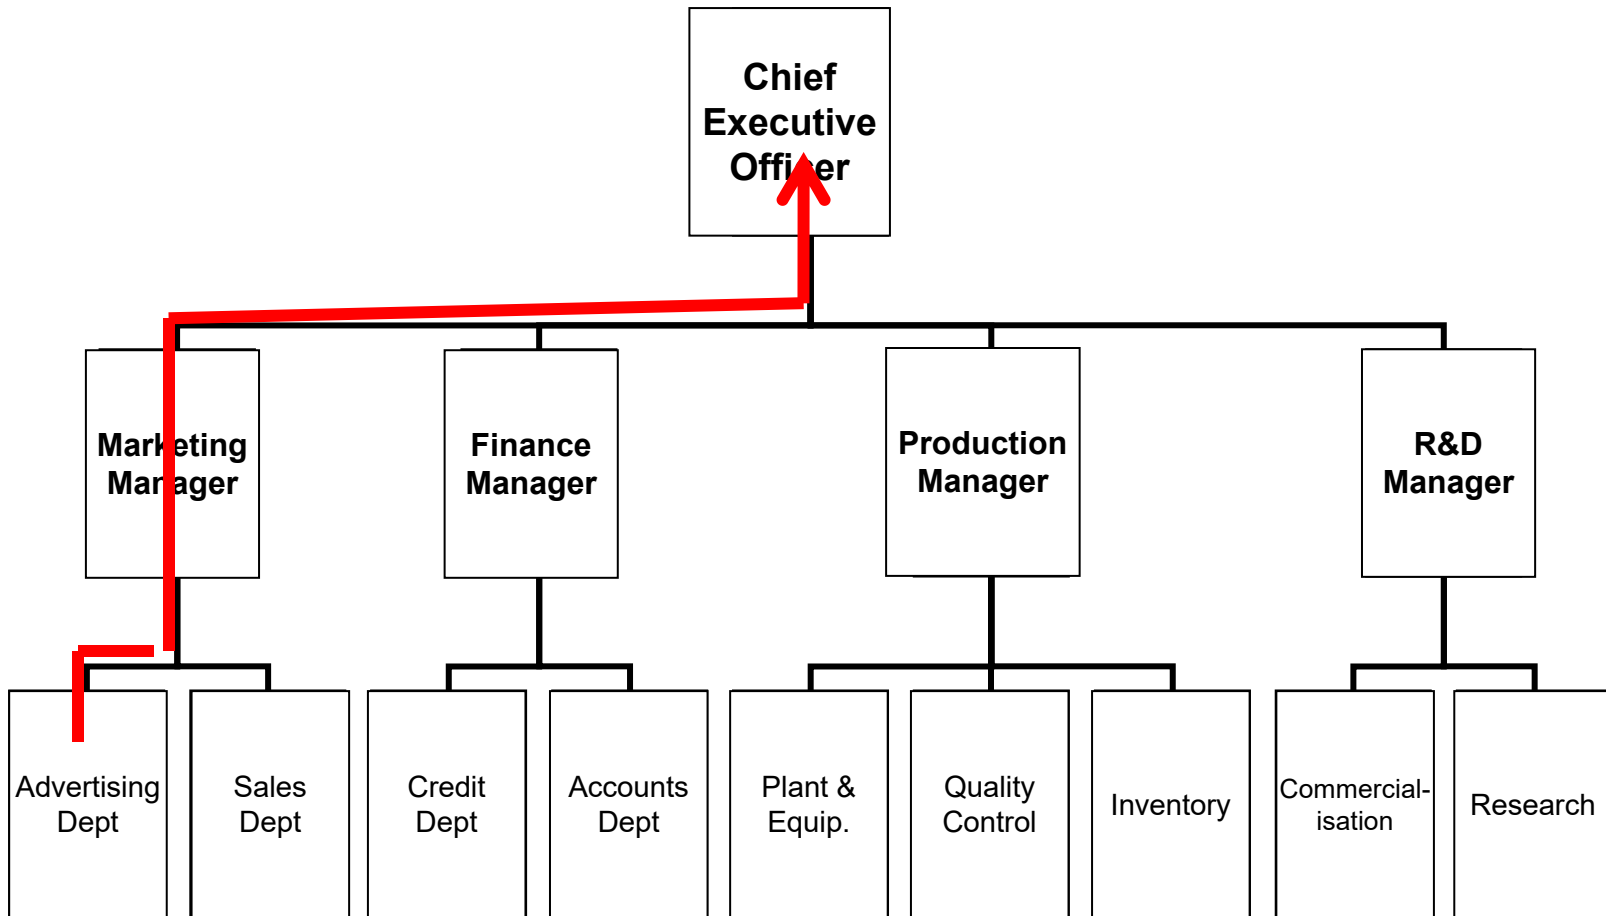 Chief
Executive
Officer
Marketing
Manager
Finance
Manager
Production
Manager
R&D
Manager
Advertising
Dept
Sales
Dept
Credit
Dept
Accounts
Dept
Plant &
Equip.
Quality
Control
Inventory
Commercial-
isation
Research